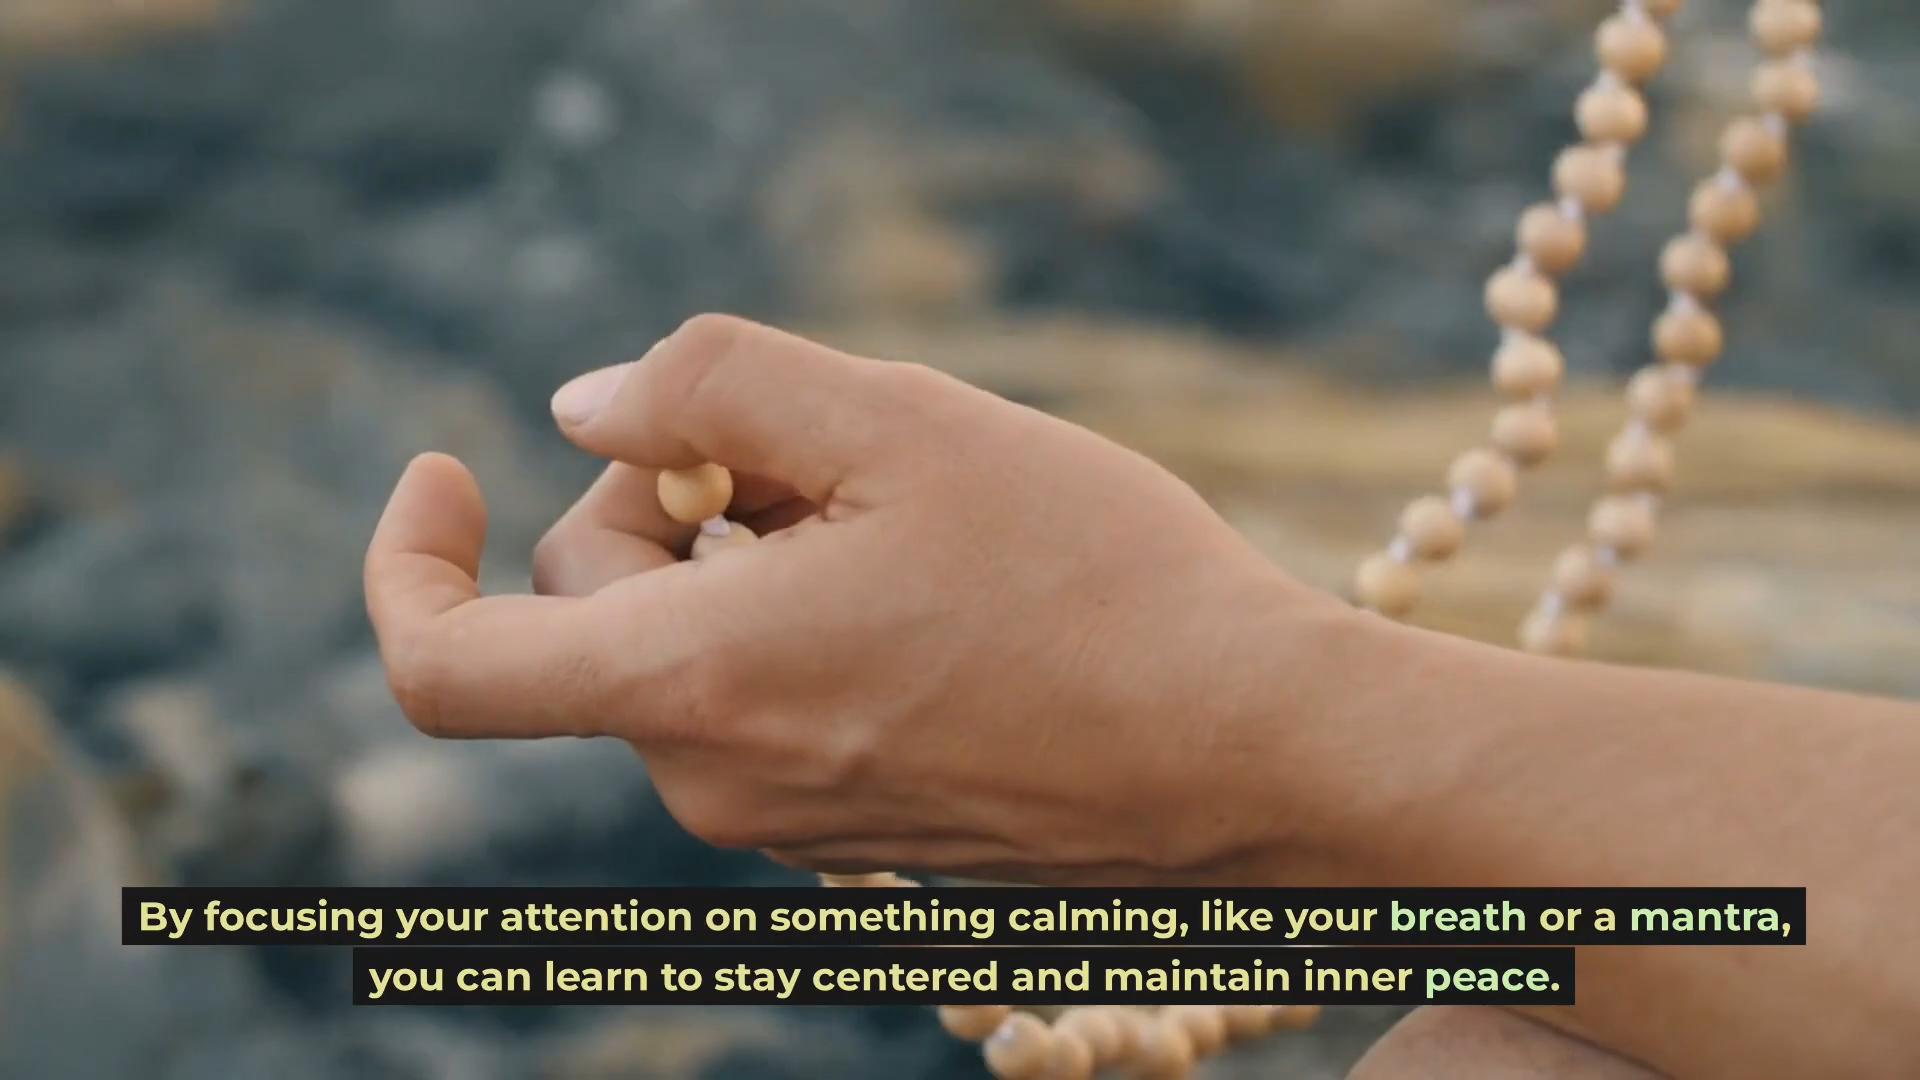 By focusing your attention on something calming, like your breath or a mantra,
you can learn to stay centered and maintain inner peace.